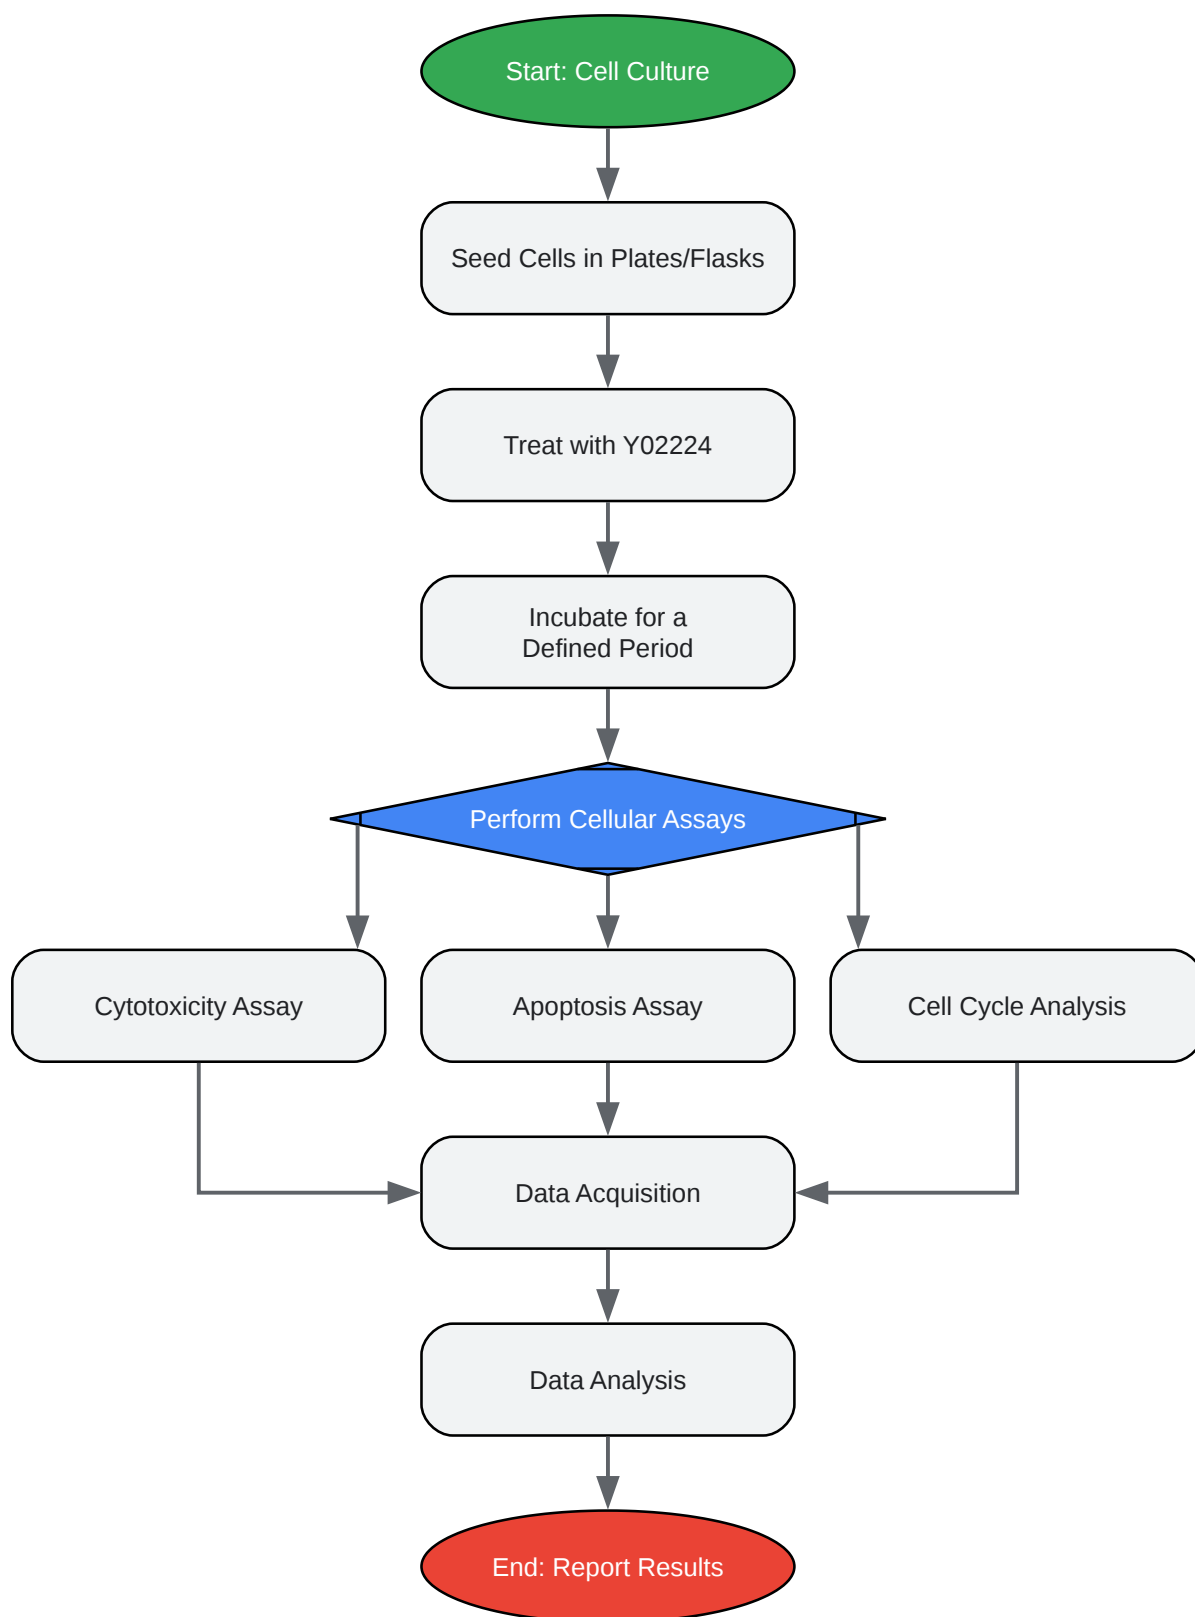 Start: Cell Culture
Seed Cells in Plates/Flasks
Treat with Y02224
Incubate for a
Defined Period
Perform Cellular Assays
Cytotoxicity Assay
Apoptosis Assay
Cell Cycle Analysis
Data Acquisition
Data Analysis
End: Report Results